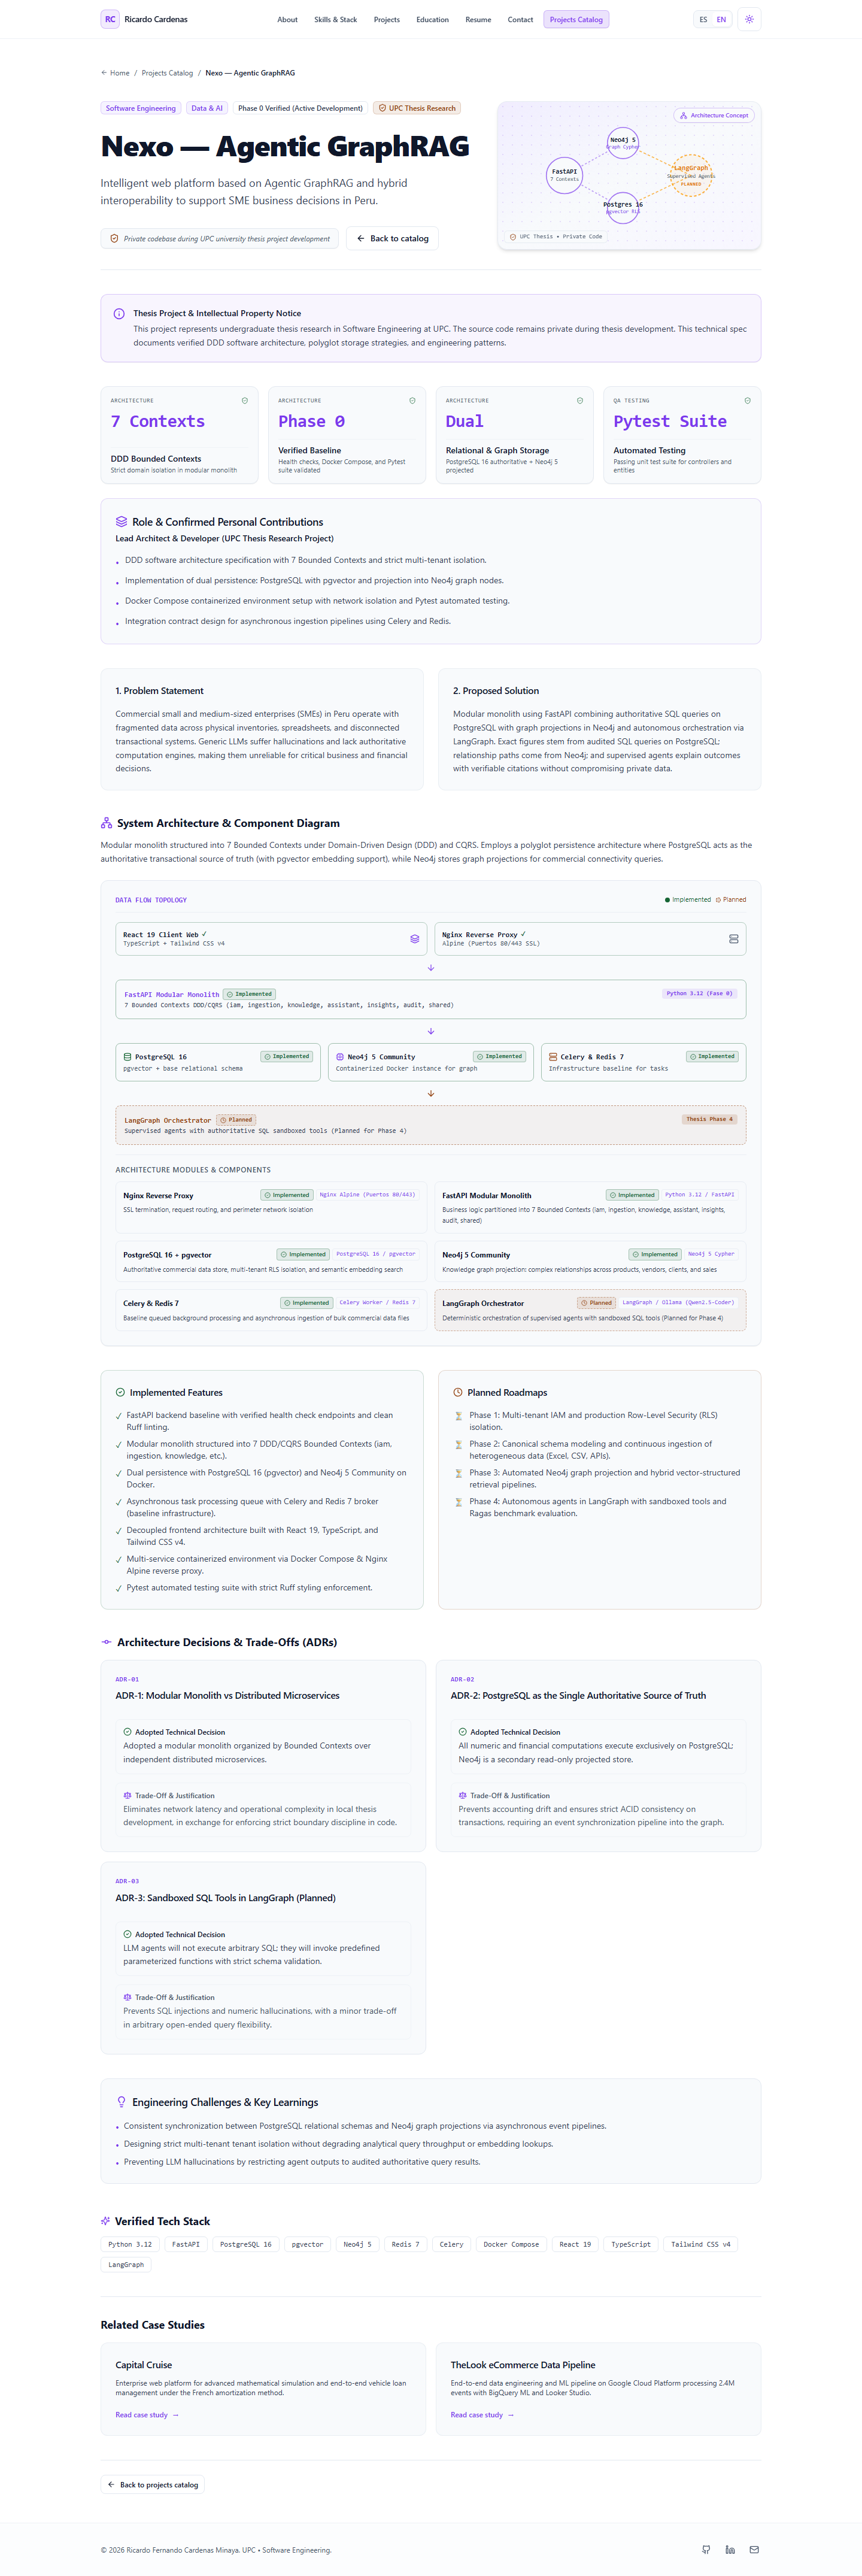 RC Ricardo Cardenas
About Skills & Stack Projects Education Resume Contact Projects Catalog
ES EN
← Home / Projects Catalog / Nexo — Agentic GraphRAG
Software Engineering Data & AI Phase 0 Verified (Active Development) UPC Thesis Research
Nexo — Agentic GraphRAG
Intelligent web platform based on Agentic GraphRAG and hybrid
interoperability to support SME business decisions in Peru.
Private codebase during UPC university thesis project development
← Back to catalog
Architecture Concept
Neo4j 5
Graph Cypher
FastAPI
7 Contexts
LangGraph
Supervised Agents
PLANNED
Postgres 16
pgvector RLS
UPC Thesis • Private Code
Thesis Project & Intellectual Property Notice
This project represents undergraduate thesis research in Software Engineering at UPC. The source code remains private during thesis development. This technical spec
documents verified DDD software architecture, polyglot storage strategies, and engineering patterns.
ARCHITECTURE
7 Contexts
DDD Bounded Contexts
Strict domain isolation in modular monolith
ARCHITECTURE
Phase 0
Verified Baseline
Health checks, Docker Compose, and Pytest
suite validated
ARCHITECTURE
Dual
Relational & Graph Storage
PostgreSQL 16 authoritative + Neo4j 5
projected
QA TESTING
Pytest Suite
Automated Testing
Passing unit test suite for controllers and
entities
Role & Confirmed Personal Contributions
Lead Architect & Developer (UPC Thesis Research Project)
• DDD software architecture specification with 7 Bounded Contexts and strict multi-tenant isolation.
• Implementation of dual persistence: PostgreSQL with pgvector and projection into Neo4j graph nodes.
• Docker Compose containerized environment setup with network isolation and Pytest automated testing.
• Integration contract design for asynchronous ingestion pipelines using Celery and Redis.
1. Problem Statement
Commercial small and medium-sized enterprises (SMEs) in Peru operate with
fragmented data across physical inventories, spreadsheets, and disconnected
transactional systems. Generic LLMs suffer hallucinations and lack authoritative
computation engines, making them unreliable for critical business and financial
decisions.
2. Proposed Solution
Modular monolith using FastAPI combining authoritative SQL queries on
PostgreSQL with graph projections in Neo4j and autonomous orchestration via
LangGraph. Exact figures stem from audited SQL queries on PostgreSQL;
relationship paths come from Neo4j; and supervised agents explain outcomes
with verifiable citations without compromising private data.
System Architecture & Component Diagram
Modular monolith structured into 7 Bounded Contexts under Domain-Driven Design (DDD) and CQRS. Employs a polyglot persistence architecture where PostgreSQL acts as the
authoritative transactional source of truth (with pgvector embedding support), while Neo4j stores graph projections for commercial connectivity queries.
DATA FLOW TOPOLOGY
Implemented Planned
React 19 Client Web ✓
TypeScript + Tailwind CSS v4
Nginx Reverse Proxy ✓
Alpine (Puertos 80/443 SSL)
↓
FastAPI Modular Monolith Implemented Python 3.12 (Fase 0)
7 Bounded Contexts DDD/CQRS (iam, ingestion, knowledge, assistant, insights, audit, shared)
↓
PostgreSQL 16 Implemented
pgvector + base relational schema
Neo4j 5 Community Implemented
Containerized Docker instance for graph
Celery & Redis 7 Implemented
Infrastructure baseline for tasks
↓
LangGraph Orchestrator Planned Thesis Phase 4
Supervised agents with authoritative SQL sandboxed tools (Planned for Phase 4)
ARCHITECTURE MODULES & COMPONENTS
Nginx Reverse Proxy Implemented Nginx Alpine (Puertos 80/443)
SSL termination, request routing, and perimeter network isolation
FastAPI Modular Monolith Implemented Python 3.12 / FastAPI
Business logic partitioned into 7 Bounded Contexts (iam, ingestion, knowledge, assistant, insights,
audit, shared)
PostgreSQL 16 + pgvector Implemented PostgreSQL 16 / pgvector
Authoritative commercial data store, multi-tenant RLS isolation, and semantic embedding search
Neo4j 5 Community Implemented Neo4j 5 Cypher
Knowledge graph projection: complex relationships across products, vendors, clients, and sales
Celery & Redis 7 Implemented Celery Worker / Redis 7
Baseline queued background processing and asynchronous ingestion of bulk commercial data files
LangGraph Orchestrator Planned LangGraph / Ollama (Qwen2.5-Coder)
Deterministic orchestration of supervised agents with sandboxed SQL tools (Planned for Phase 4)
Implemented Features
✓ FastAPI backend baseline with verified health check endpoints and clean
Ruff linting.
✓ Modular monolith structured into 7 DDD/CQRS Bounded Contexts (iam,
ingestion, knowledge, etc.).
✓ Dual persistence with PostgreSQL 16 (pgvector) and Neo4j 5 Community on
Docker.
✓ Asynchronous task processing queue with Celery and Redis 7 broker
(baseline infrastructure).
✓ Decoupled frontend architecture built with React 19, TypeScript, and
Tailwind CSS v4.
✓ Multi-service containerized environment via Docker Compose & Nginx
Alpine reverse proxy.
✓ Pytest automated testing suite with strict Ruff styling enforcement.
Planned Roadmaps
⏳ Phase 1: Multi-tenant IAM and production Row-Level Security (RLS)
isolation.
⏳ Phase 2: Canonical schema modeling and continuous ingestion of
heterogeneous data (Excel, CSV, APIs).
⏳ Phase 3: Automated Neo4j graph projection and hybrid vector-structured
retrieval pipelines.
⏳ Phase 4: Autonomous agents in LangGraph with sandboxed tools and
Ragas benchmark evaluation.
Architecture Decisions & Trade-Offs (ADRs)
ADR-01
ADR-1: Modular Monolith vs Distributed Microservices
Adopted Technical Decision
Adopted a modular monolith organized by Bounded Contexts over
independent distributed microservices.
Trade-Off & Justification
Eliminates network latency and operational complexity in local thesis
development, in exchange for enforcing strict boundary discipline in code.
ADR-02
ADR-2: PostgreSQL as the Single Authoritative Source of Truth
Adopted Technical Decision
All numeric and financial computations execute exclusively on PostgreSQL;
Neo4j is a secondary read-only projected store.
Trade-Off & Justification
Prevents accounting drift and ensures strict ACID consistency on
transactions, requiring an event synchronization pipeline into the graph.
ADR-03
ADR-3: Sandboxed SQL Tools in LangGraph (Planned)
Adopted Technical Decision
LLM agents will not execute arbitrary SQL; they will invoke predefined
parameterized functions with strict schema validation.
Trade-Off & Justification
Prevents SQL injections and numeric hallucinations, with a minor trade-off
in arbitrary open-ended query flexibility.
Engineering Challenges & Key Learnings
• Consistent synchronization between PostgreSQL relational schemas and Neo4j graph projections via asynchronous event pipelines.
• Designing strict multi-tenant tenant isolation without degrading analytical query throughput or embedding lookups.
• Preventing LLM hallucinations by restricting agent outputs to audited authoritative query results.
Verified Tech Stack
Python 3.12 FastAPI PostgreSQL 16 pgvector Neo4j 5 Redis 7 Celery Docker Compose React 19 TypeScript Tailwind CSS v4
LangGraph
Related Case Studies
Capital Cruise
Enterprise web platform for advanced mathematical simulation and end-to-end vehicle loan
management under the French amortization method.
Read case study →
TheLook eCommerce Data Pipeline
End-to-end data engineering and ML pipeline on Google Cloud Platform processing 2.4M
events with BigQuery ML and Looker Studio.
Read case study →
← Back to projects catalog
© 2026 Ricardo Fernando Cardenas Minaya. UPC • Software Engineering.